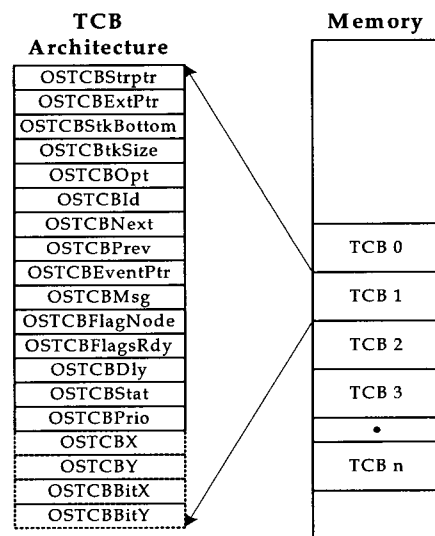 TCB
Architecture
OSTCBStrptr
OSTCBExtPtr
OSTCBStkBottom
OSTCBtkSize
OSTCBOpt
OSTCBId
OSTCBNext
OSTCBPrev
OSTCBEventPtr
OSTCBMsg
OSTCBFlagNode
OSTCBFlagsRdy
OSTCBDly
OSTCBStat
OSTCBPrio
OSTCBX
OSTCBY
OSTCBBitX
OSTCBBitY
Memory
TCB 0
TCB 1
TCB 2
TCB 3
•
TCB n